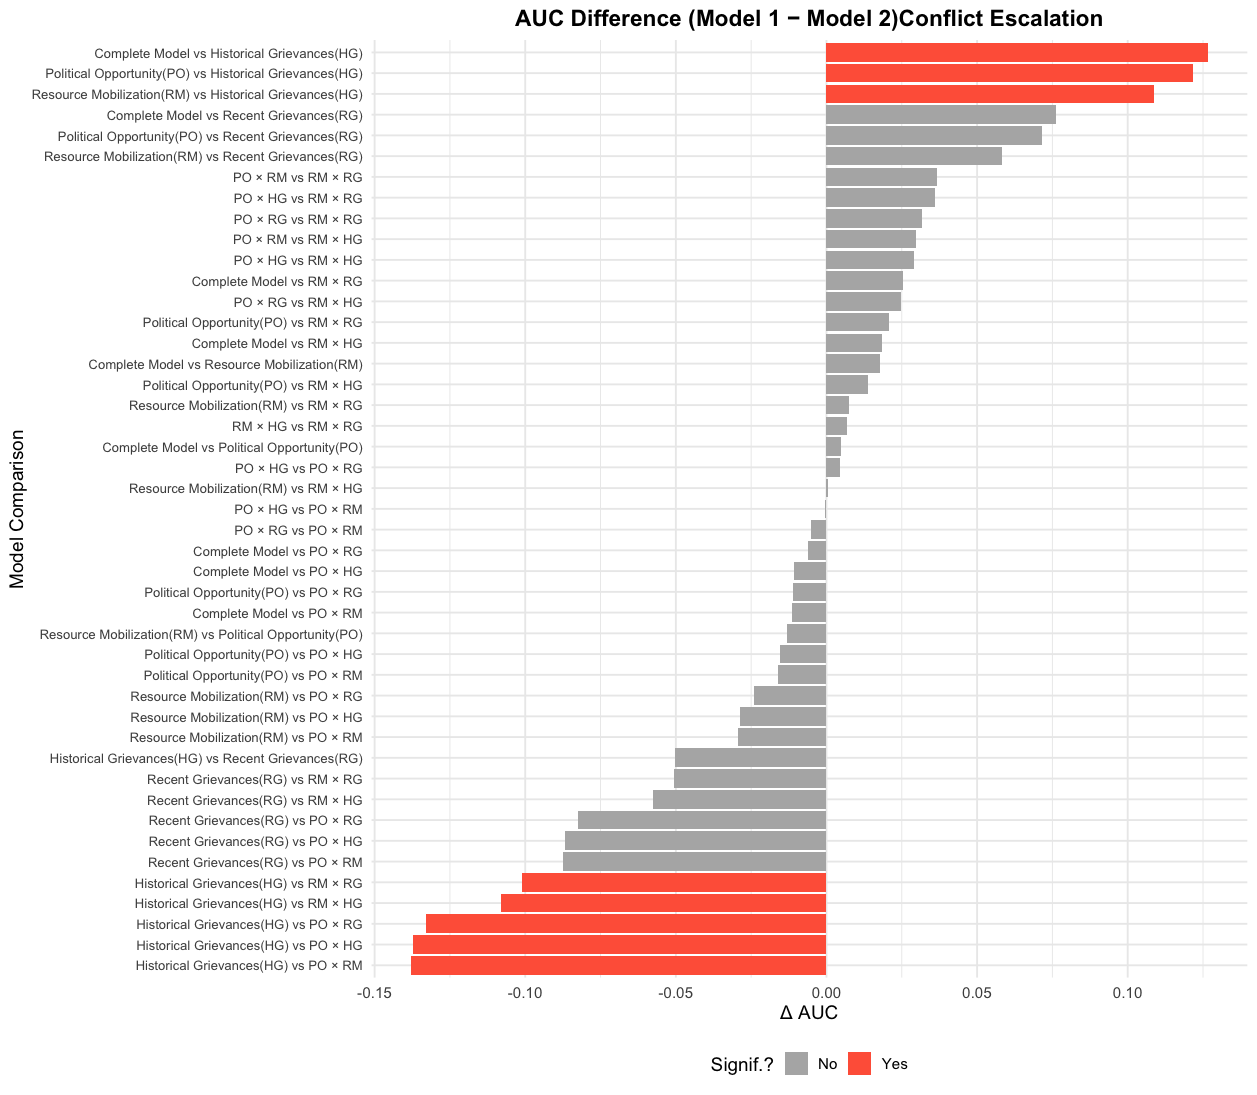 AUC Difference (Model 1 − Model 2)Conflict Escalation
Model Comparison
Complete Model vs Historical Grievances(HG)
Political Opportunity(PO) vs Historical Grievances(HG)
Resource Mobilization(RM) vs Historical Grievances(HG)
Complete Model vs Recent Grievances(RG)
Political Opportunity(PO) vs Recent Grievances(RG)
Resource Mobilization(RM) vs Recent Grievances(RG)
PO × RM vs RM × RG
PO × HG vs RM × RG
PO × RG vs RM × RG
PO × RM vs RM × HG
PO × HG vs RM × HG
Complete Model vs RM × RG
PO × RG vs RM × HG
Political Opportunity(PO) vs RM × RG
Complete Model vs RM × HG
Complete Model vs Resource Mobilization(RM)
Political Opportunity(PO) vs RM × HG
Resource Mobilization(RM) vs RM × RG
RM × HG vs RM × RG
Complete Model vs Political Opportunity(PO)
PO × HG vs PO × RG
Resource Mobilization(RM) vs RM × HG
PO × HG vs PO × RM
PO × RG vs PO × RM
Complete Model vs PO × RG
Complete Model vs PO × HG
Political Opportunity(PO) vs PO × RG
Complete Model vs PO × RM
Resource Mobilization(RM) vs Political Opportunity(PO)
Political Opportunity(PO) vs PO × HG
Political Opportunity(PO) vs PO × RM
Resource Mobilization(RM) vs PO × RG
Resource Mobilization(RM) vs PO × HG
Resource Mobilization(RM) vs PO × RM
Historical Grievances(HG) vs Recent Grievances(RG)
Recent Grievances(RG) vs RM × RG
Recent Grievances(RG) vs RM × HG
Recent Grievances(RG) vs PO × RG
Recent Grievances(RG) vs PO × HG
Recent Grievances(RG) vs PO × RM
Historical Grievances(HG) vs RM × RG
Historical Grievances(HG) vs RM × HG
Historical Grievances(HG) vs PO × RG
Historical Grievances(HG) vs PO × HG
Historical Grievances(HG) vs PO × RM
-0.15 -0.10 -0.05 0.00 0.05 0.10
Δ AUC
Signif.? No Yes